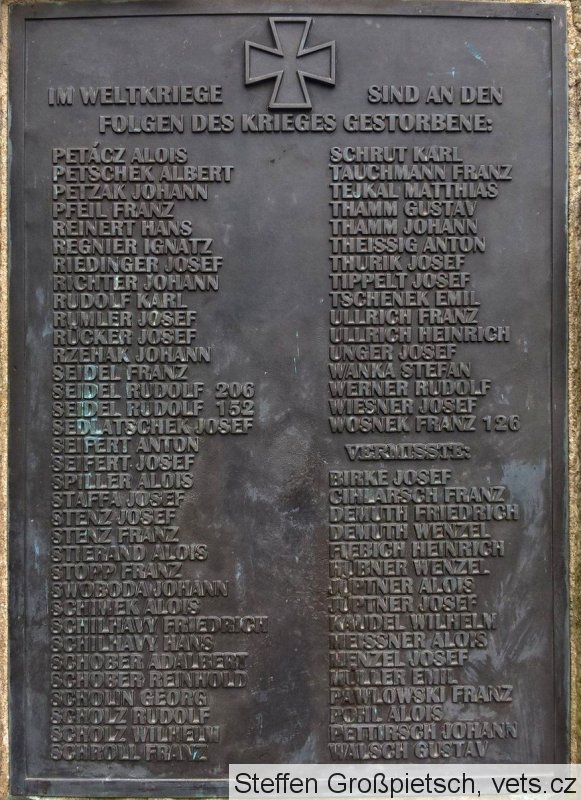 IM WELTKRIEGE SIND AN DEN
FOLGEN DES KRIEGES GESTORBENE:
PETÁCZ ALOIS
PETSCHEK ALBERT
PETZAK JOHANN
PFEIL FRANZ
REINERT HANS
REGNIER IGNATZ
RIEDINGER JOSEF
RICHTER JOHANN
RUDOLF KARL
RUMLER JOSEF
RÜCKER JOSEF
RZEHAK JOHANN
SEIDEL FRANZ
SEIDEL RUDOLF 206
SEIDEL RUDOLF 152
SEDLATSCHEK JOSEF
SEIFERT ANTON
SEIFERT JOSEF
SPILLER ALOIS
STAFFA JOSEF
STENZ JOSEF
STENZ FRANZ
STIERAND ALOIS
STOPP FRANZ
SWOBODA JOHANN
SCHIMEK ALOIS
SCHILHAVY FRIEDRICH
SCHILHAVY HANS
SCHOBER ADALBERT
SCHOBER REINHOLD
SCHOLIN GEORG
SCHOLZ RUDOLF
SCHOLZ WILHELM
SCHROLL FRANZ
SCHRUT KARL
TAUCHMANN FRANZ
TEJKAL MATTHIAS
THAMM GUSTAV
THAMM JOHANN
THEISSIG ANTON
THURIK JOSEF
TIPPELT JOSEF
TSCHENEK EMIL
ULLRICH FRANZ
ULLRICH HEINRICH
UNGER JOSEF
WANKA STEFAN
WERNER RUDOLF
WIESNER JOSEF
WOSNEK FRANZ 126
VERMISSTE:
BIRKE JOSEF
CIHLARSCH FRANZ
DEMUTH FRIEDRICH
DEMUTH WENZEL
FIEBICH HEINRICH
HÜBNER WENZEL
JÜPTNER ALOIS
JÜPTNER JOSEF
KAUDEL WILHELM
MEISSNER ALOIS
MENZEL JOSEF
MÜLLER EMIL
PAWLOWSKI FRANZ
POHL ALOIS
PETTIRSCH JOHANN
WALSCH GUSTAV
Steffen Großpietsch, vets.cz